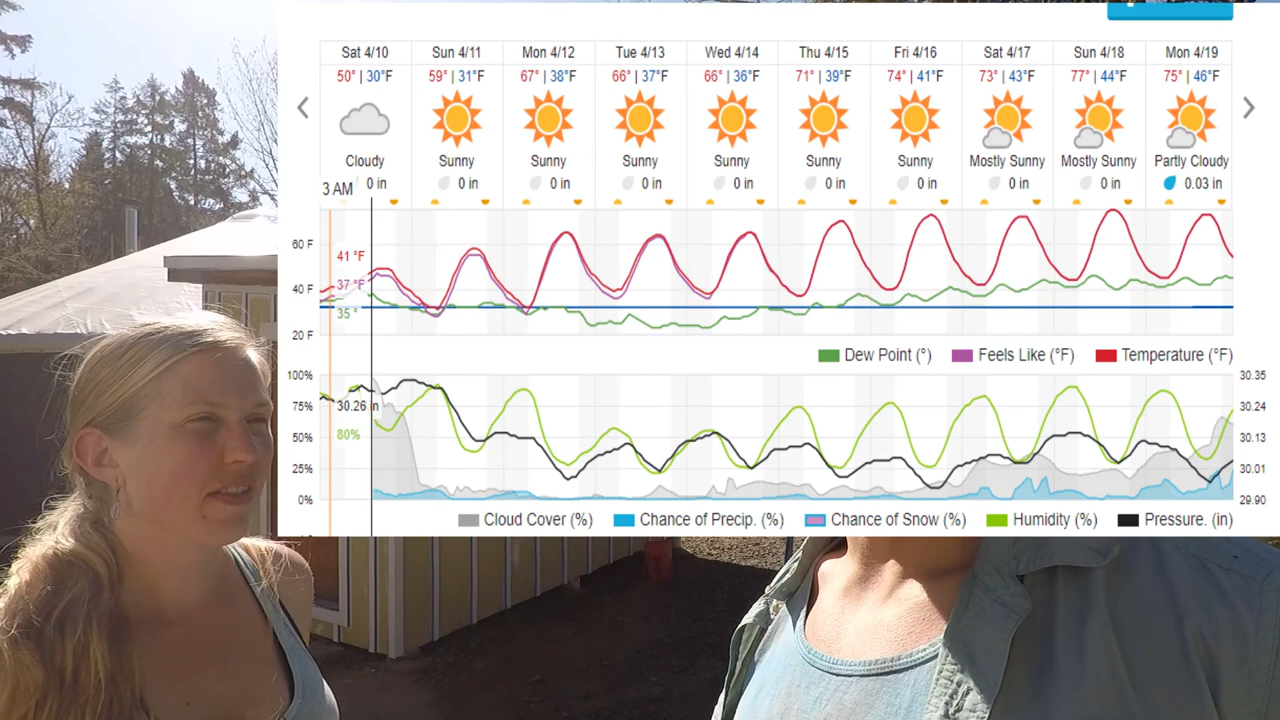 Sat 4/10 Sun 4/11 Mon 4/12 Tue 4/13 Wed 4/14 Thu 4/15 Fri 4/16 Sat 4/17 Sun 4/18 Mon 4/19
50° | 30°F 59° | 31°F 67° | 38°F 66° | 37°F 66° | 36°F 71° | 39°F 74° | 41°F 73° | 43°F 77° | 44°F 75° | 46°F
Cloudy Sunny Sunny Sunny Sunny Sunny Sunny Mostly Sunny Mostly Sunny Partly Cloudy
0 in 0 in 0 in 0 in 0 in 0 in 0 in 0 in 0 in 0.03 in
3 AM
60 F
41 °F
40 F
37 °F
35 °
20 F
Dew Point (°) Feels Like (°F) Temperature (°F)
100% 30.35
75% 30.26 in 30.24
80%
50% 30.13
25% 30.01
0% 29.90
Cloud Cover (%) Chance of Precip. (%) Chance of Snow (%) Humidity (%) Pressure. (in)